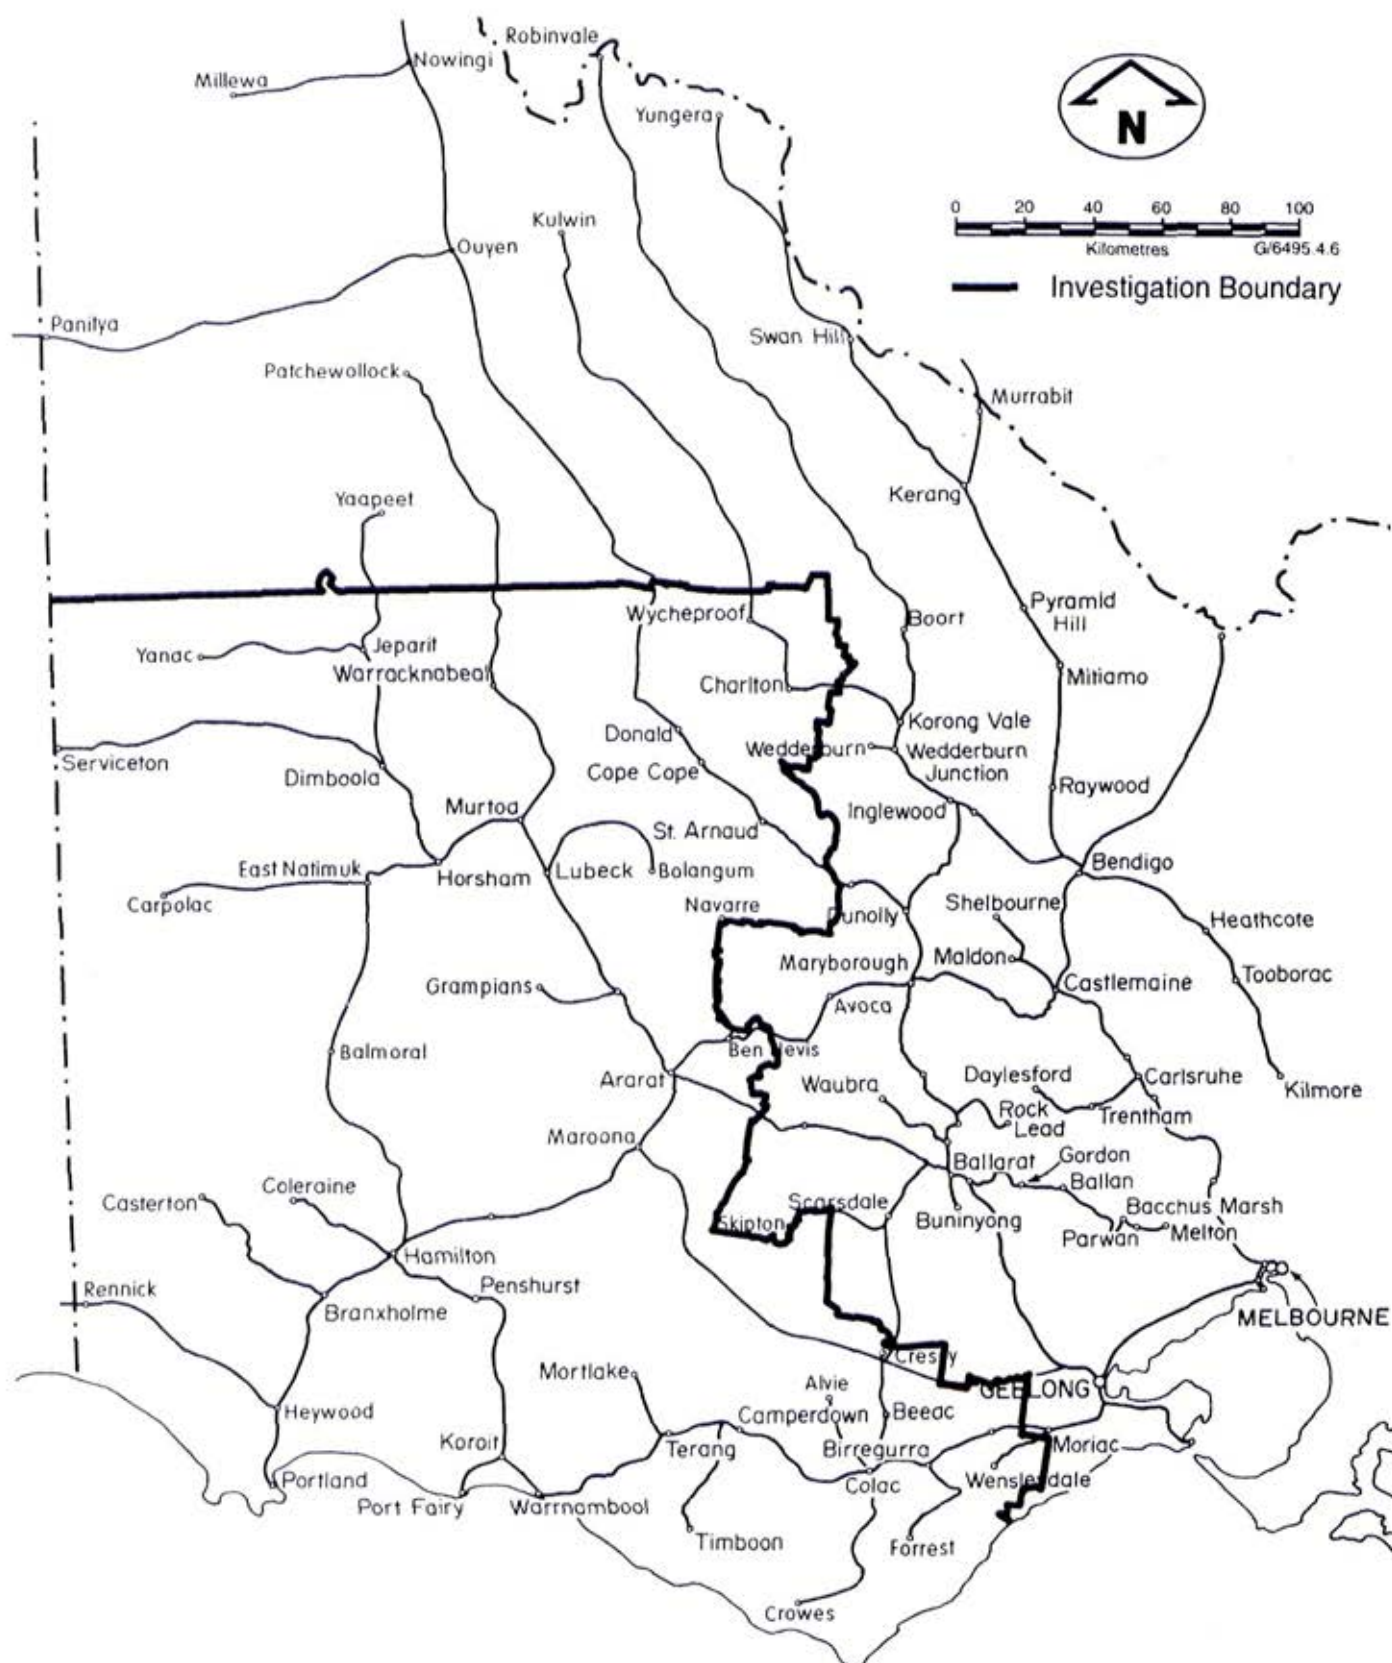 Robinvale
Nowingi
Millewa
Yungera
N
0 20 40 60 80 100
Kilometres G/6495.4.6
Investigation Boundary
Kulwin
Ouyen
Panitya
Swan Hill
Patchewollock
Murrabit
Kerang
Yaapeet
Pyramid
Hill
Wycheproof
Boort
Jeparit
Yanac
Warracknabeal
Mitiamo
Charlton
Korong Vale
Donald
Wedderburn
Wedderburn
Junction
Serviceton
Cope Cope
Dimboola
Raywood
Murtoa
Inglewood
St. Arnaud
Bendigo
East Natimuk
Horsham
Lubeck
Bolangum
Carpolac
Navarre
Dunolly
Shelbourne
Heathcote
Maryborough
Maldon
Tooborac
Grampians
Castlemaine
Avoca
Balmoral
Ben Nevis
Ararat
Waubra
Daylesford
Carlsruhe
Kilmore
Rock
Lead
Trentham
Maroona
Gordon
Ballarat
Ballan
Coleraine
Casterton
Scarsdale
Skipton
Buninyong
Bacchus Marsh
Parwan
Melton
Hamilton
Rennick
Penshurst
Branxholme
MELBOURNE
Cressy
Mortlake
Alvie
GEELONG
Heywood
Camperdown
Beeac
Koroit
Terang
Birregurra
Moriac
Portland
Colac
Wensleydale
Port Fairy
Warrnambool
Timboon
Forrest
Crowes